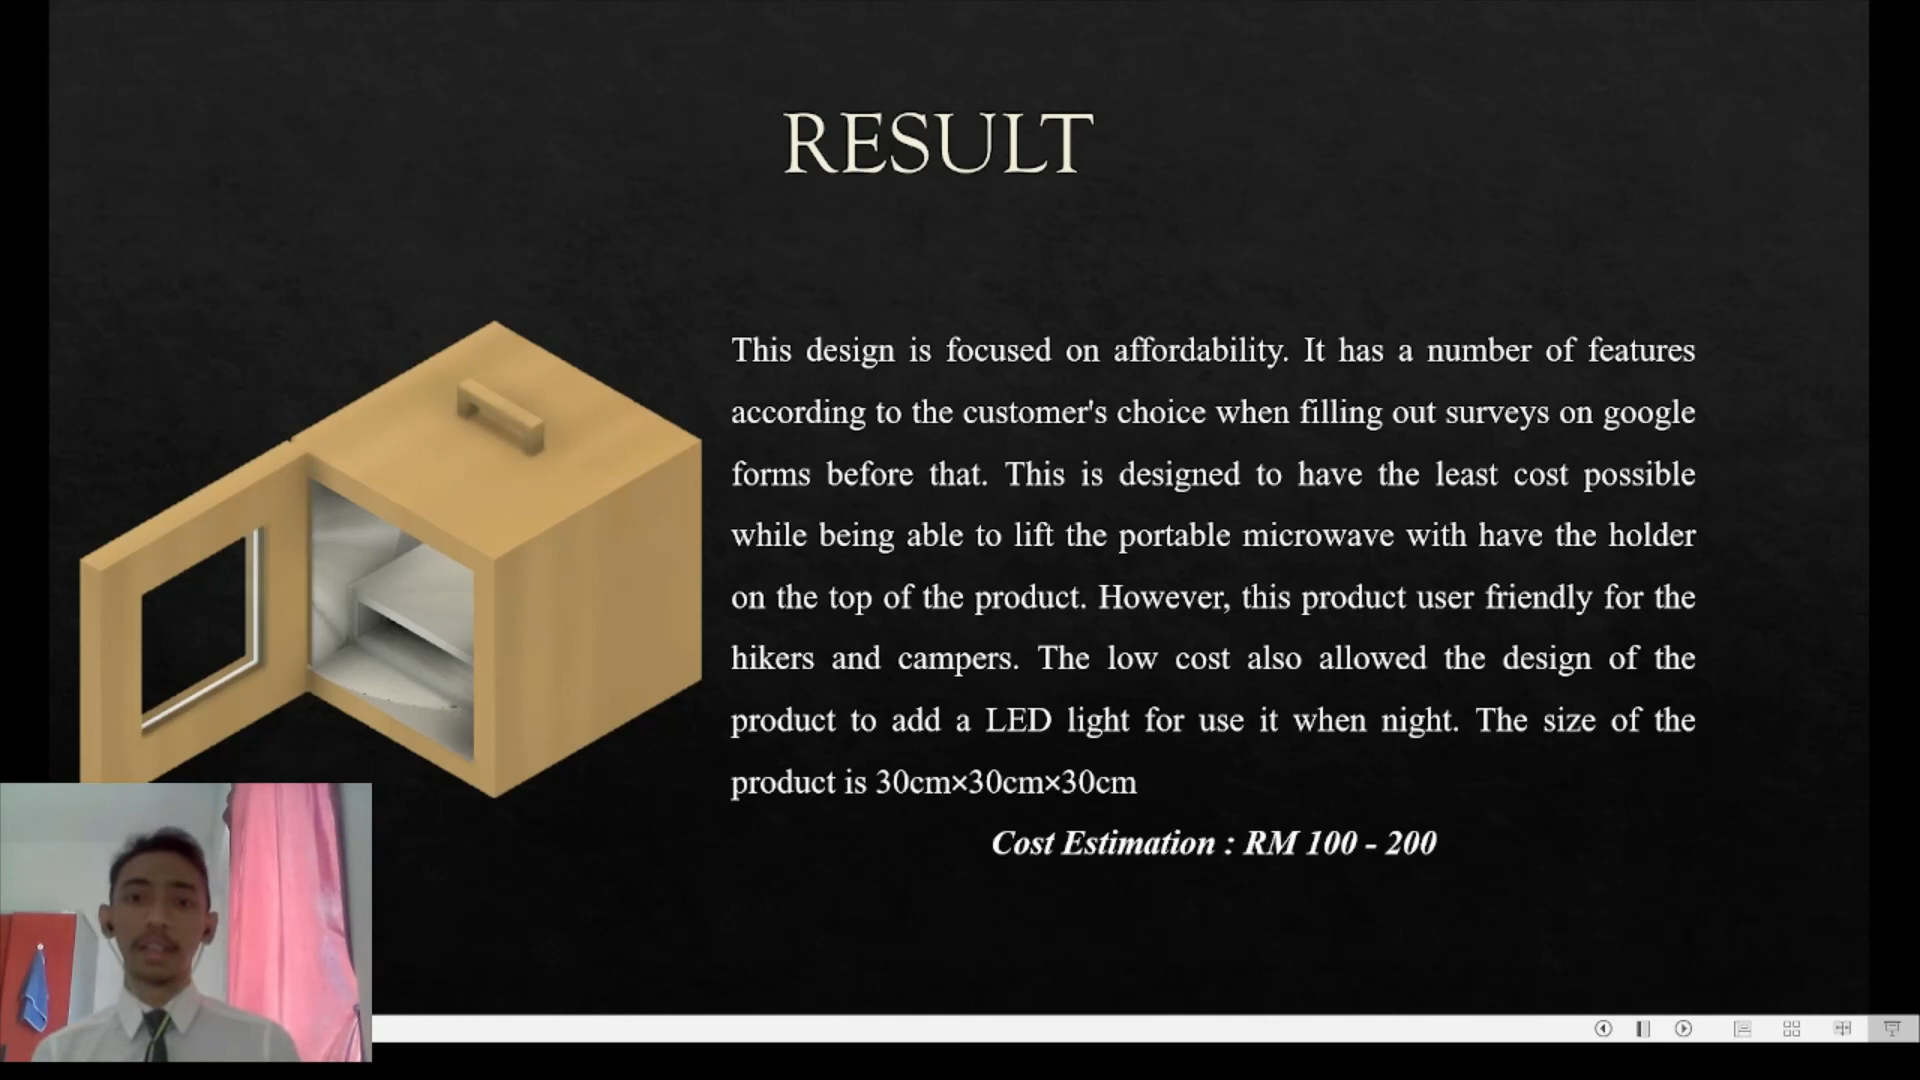 RESULT
This design is focused on affordability. It has a number of features
according to the customer's choice when filling out surveys on google
forms before that. This is designed to have the least cost possible
while being able to lift the portable microwave with have the holder
on the top of the product. However, this product user friendly for the
hikers and campers. The low cost also allowed the design of the
product to add a LED light for use it when night. The size of the
product is 30cm×30cm×30cm
Cost Estimation : RM 100 - 200